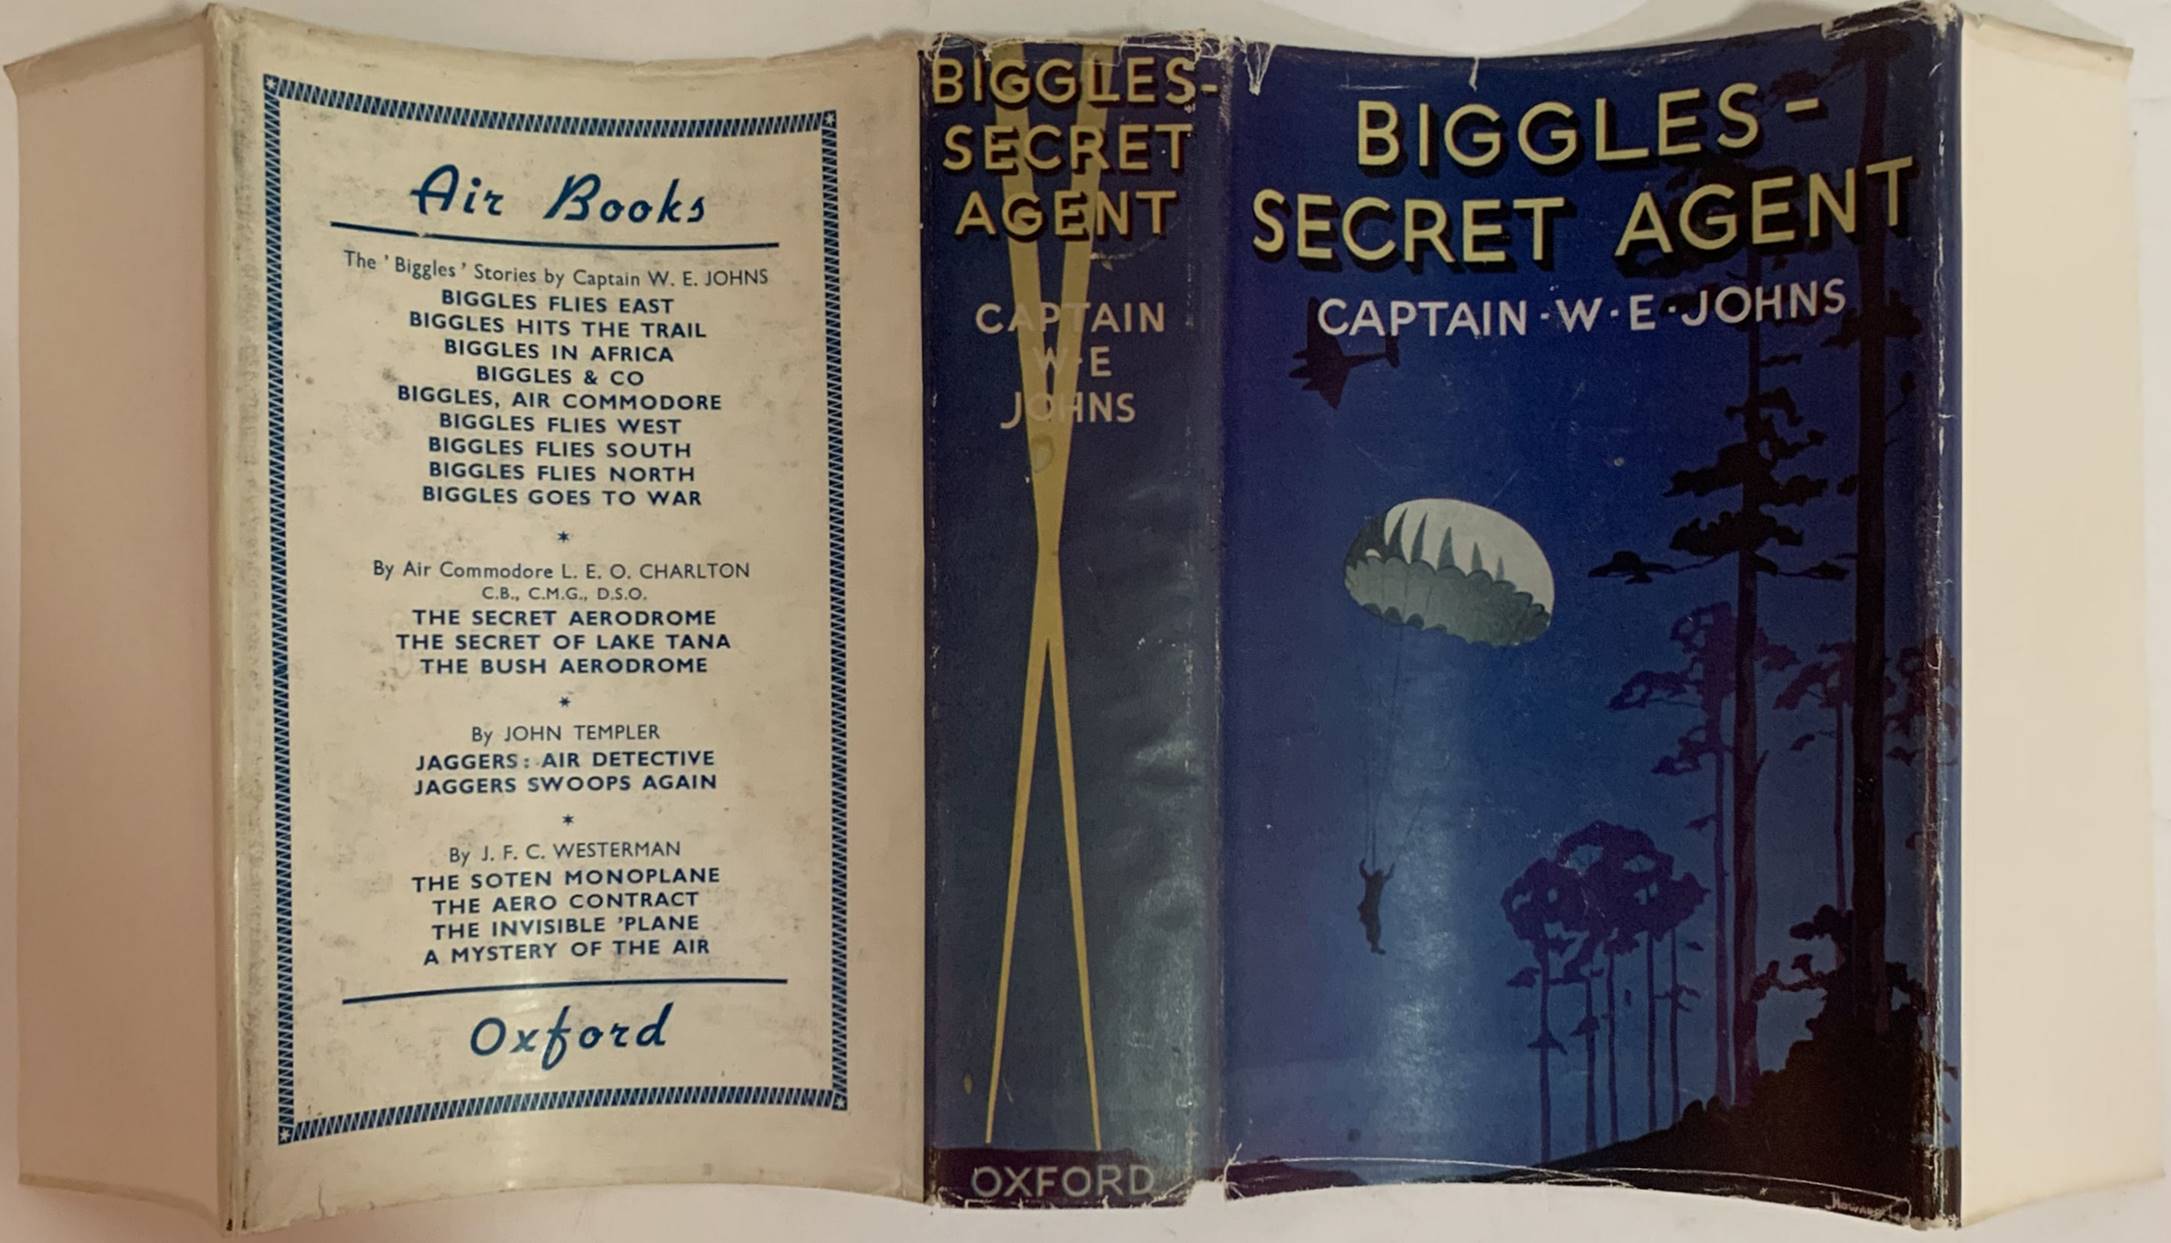 Air Books
The 'Biggles' Stories by Captain W. E. JOHNS
BIGGLES FLIES EAST
BIGGLES HITS THE TRAIL
BIGGLES IN AFRICA
BIGGLES & CO
BIGGLES, AIR COMMODORE
BIGGLES FLIES WEST
BIGGLES FLIES SOUTH
BIGGLES FLIES NORTH
BIGGLES GOES TO WAR
*
By Air Commodore L. E. O. CHARLTON
C.B., C.M.G., D.S.O.
THE SECRET AERODROME
THE SECRET OF LAKE TANA
THE BUSH AERODROME
*
By JOHN TEMPLER
JAGGERS: AIR DETECTIVE
JAGGERS SWOOPS AGAIN
*
By J. F. C. WESTERMAN
THE SOTEN MONOPLANE
THE AERO CONTRACT
THE INVISIBLE 'PLANE
A MYSTERY OF THE AIR
Oxford
BIGGLES-
SECRET
AGENT
CAPTAIN
W·E
JOHNS
OXFORD
BIGGLES-
SECRET AGENT
CAPTAIN·W·E·JOHNS
Howard